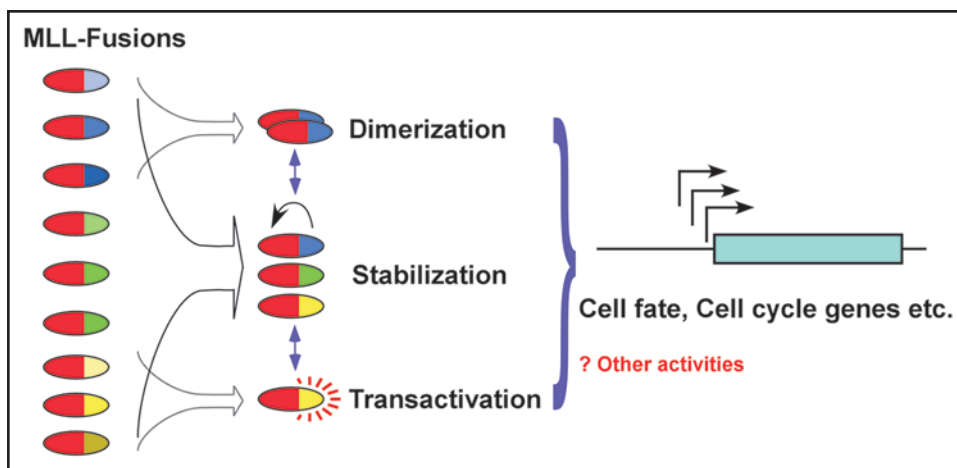 MLL-Fusions
Dimerization
Stabilization
Transactivation
Cell fate, Cell cycle genes etc.
? Other activities